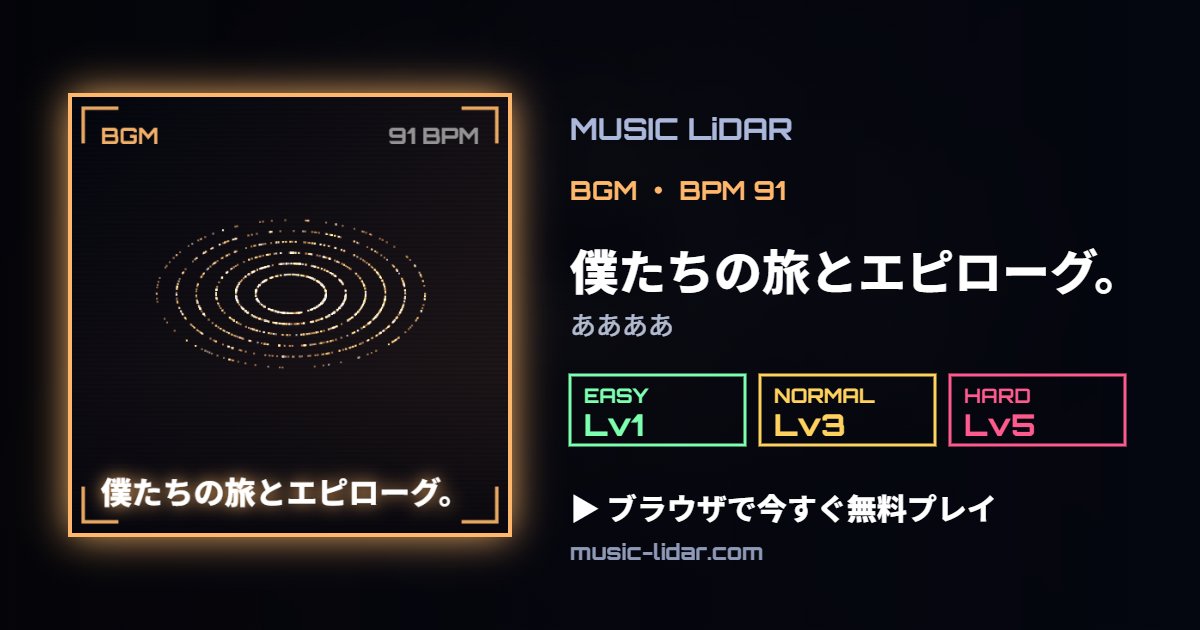 BGM
91 BPM
僕たちの旅とエピローグ。
MUSIC LiDAR
BGM ・ BPM 91
僕たちの旅とエピローグ。
ああああ
EASY
Lv1
NORMAL
Lv3
HARD
Lv5
▶ ブラウザで今すぐ無料プレイ
music-lidar.com